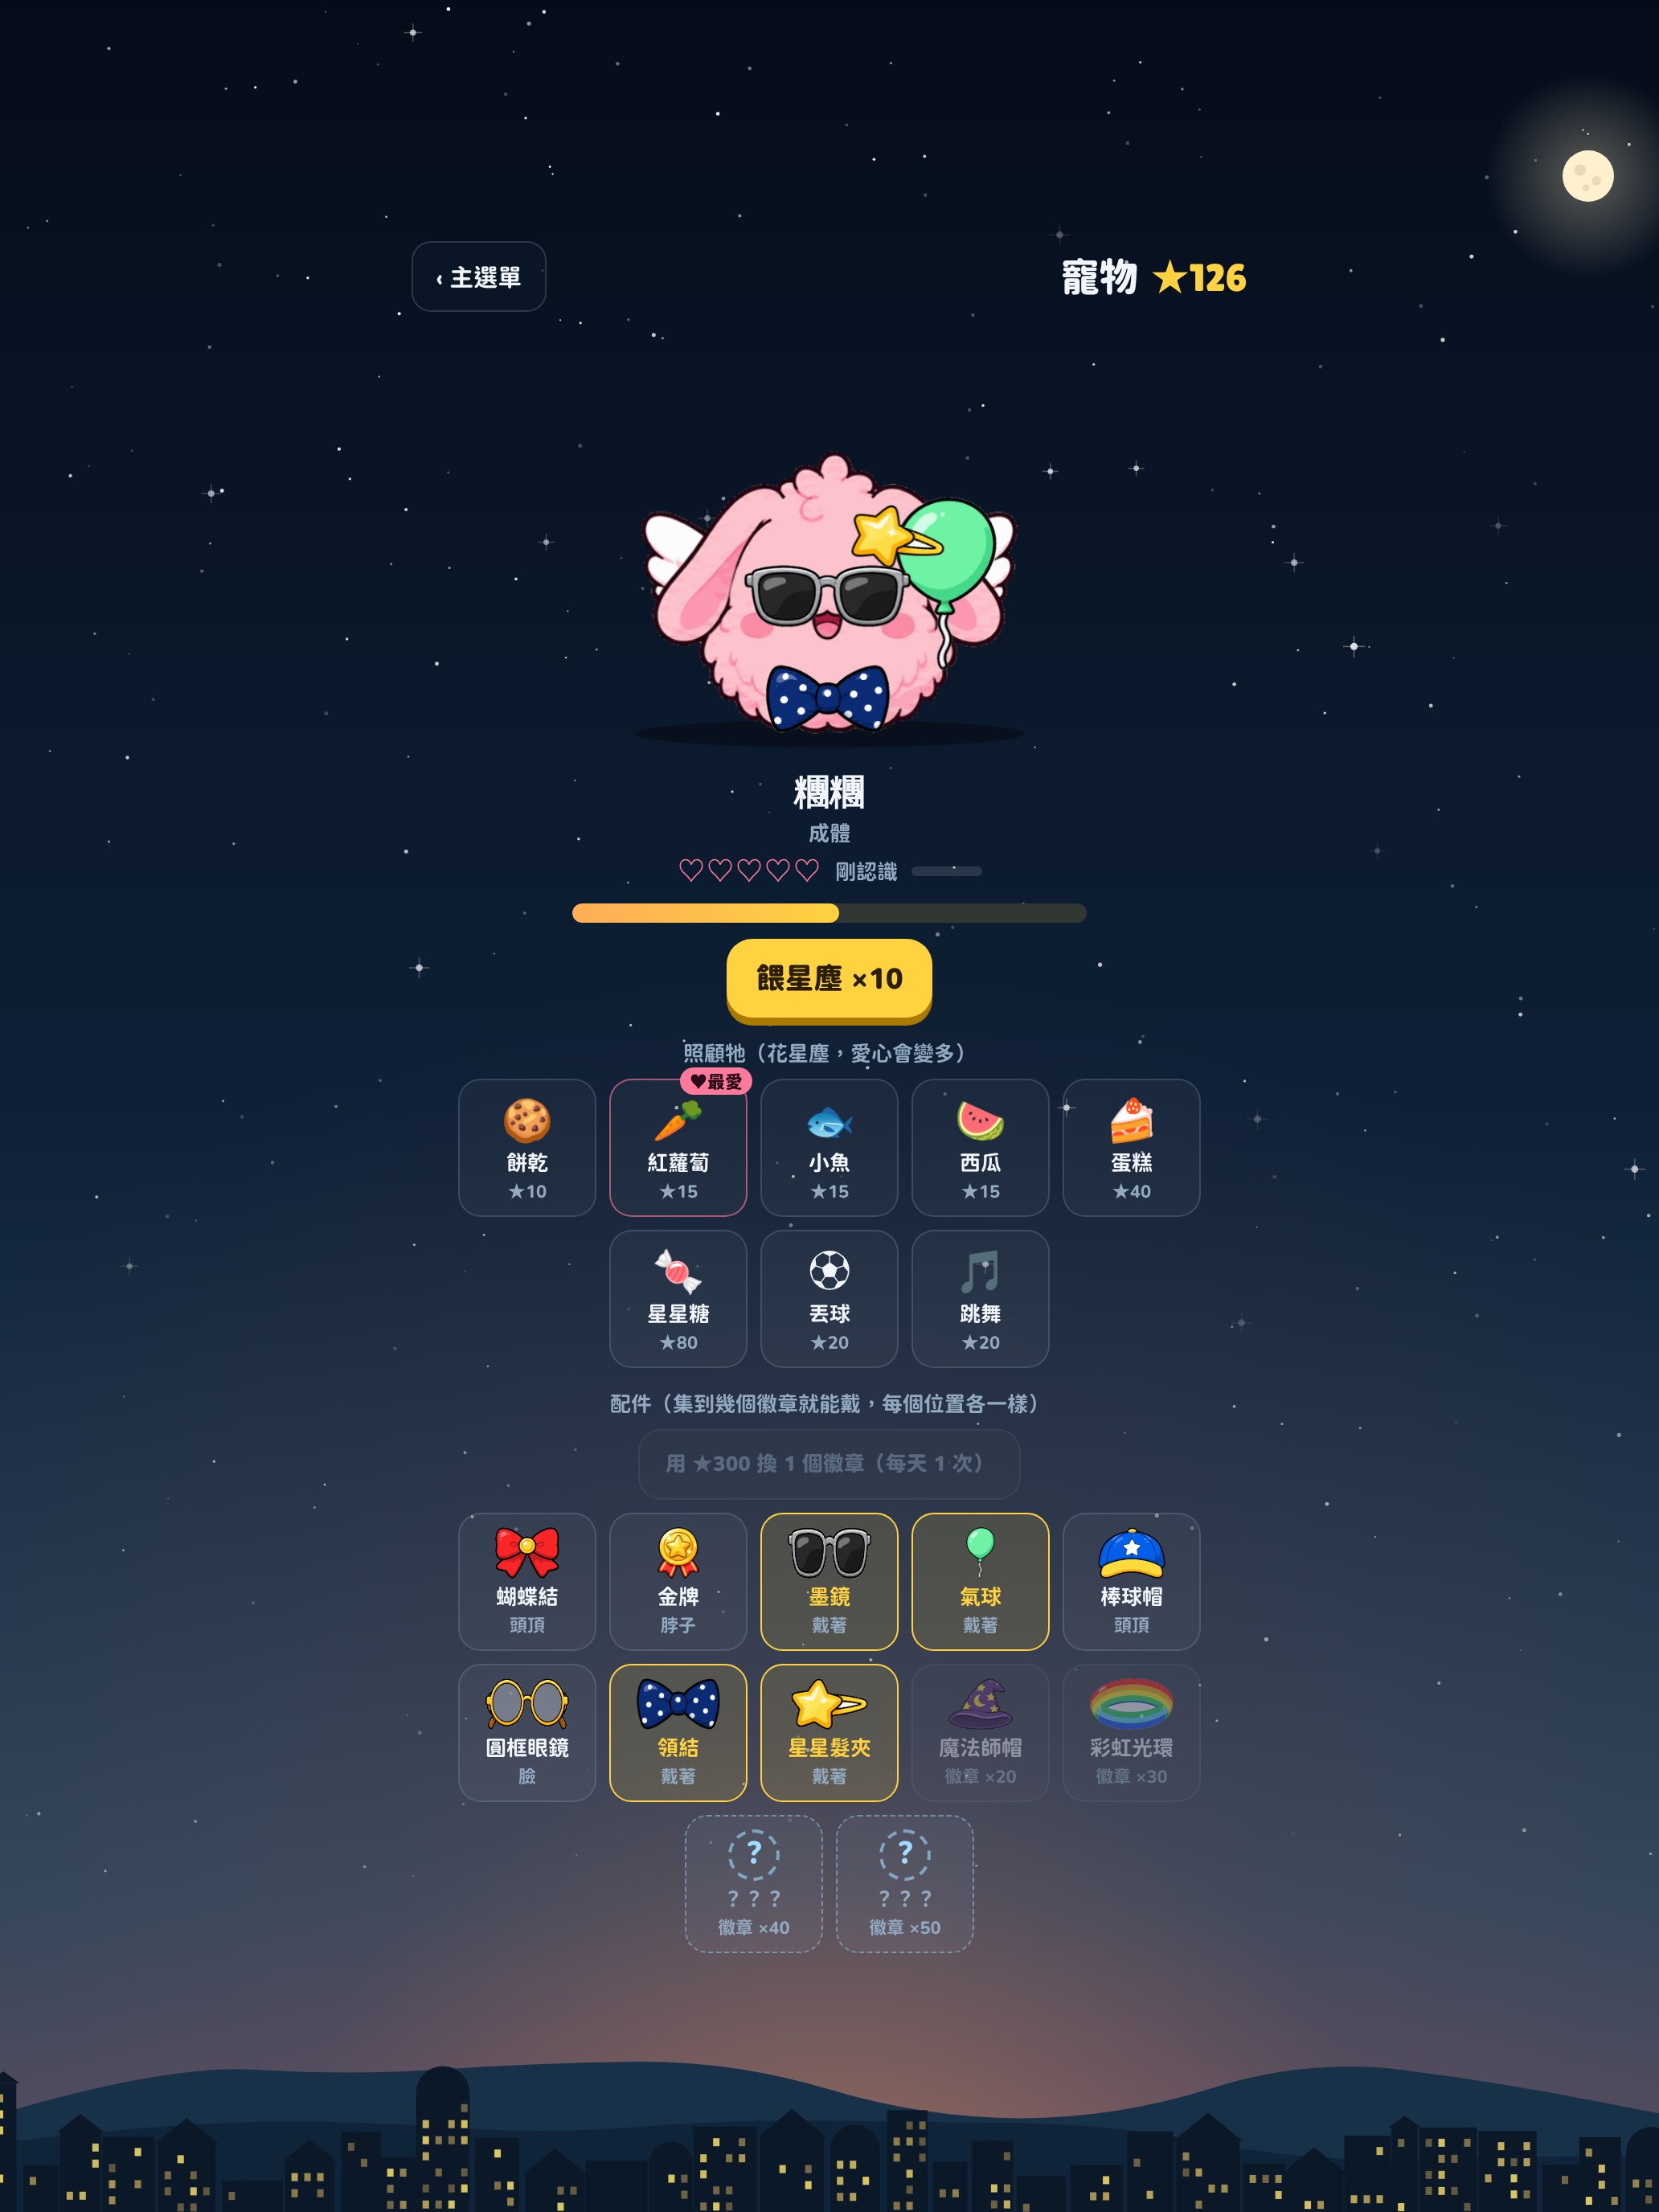 ‹ 主選單
寵物 ★126
糰糰
成體
♡♡♡♡♡ 剛認識
餵星塵 ×10
照顧牠（花星塵，愛心會變多）
♥最愛
餅乾 紅蘿蔔 小魚 西瓜 蛋糕
★10 ★15 ★15 ★15 ★40
星星糖 丟球 跳舞
★80 ★20 ★20
配件（集到幾個徽章就能戴，每個位置各一樣）
用 ★300 換 1 個徽章（每天 1 次）
蝴蝶結 金牌 墨鏡 氣球 棒球帽
頭頂 脖子 戴著 戴著 頭頂
圓框眼鏡 領結 星星髮夾 魔法師帽 彩虹光環
臉 戴著 戴著 徽章 ×20 徽章 ×30
? ?
？？？ ？？？
徽章 ×40 徽章 ×50